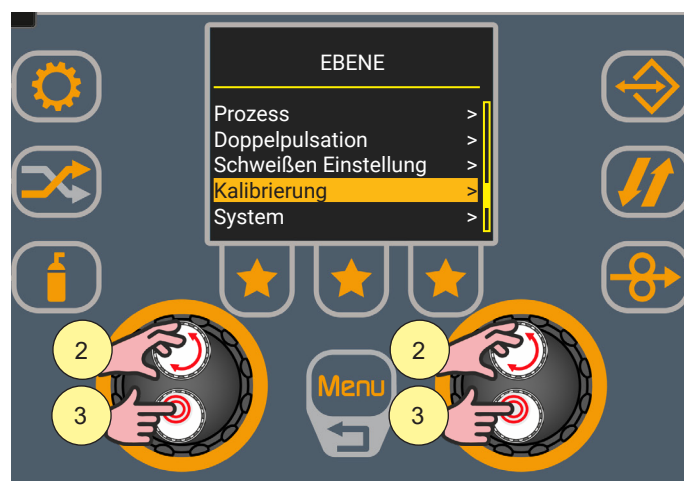 EBENE
Prozess >
Doppelpulsation >
Schweißen Einstellung >
Kalibrierung >
System >
2
2
3
3
Menu